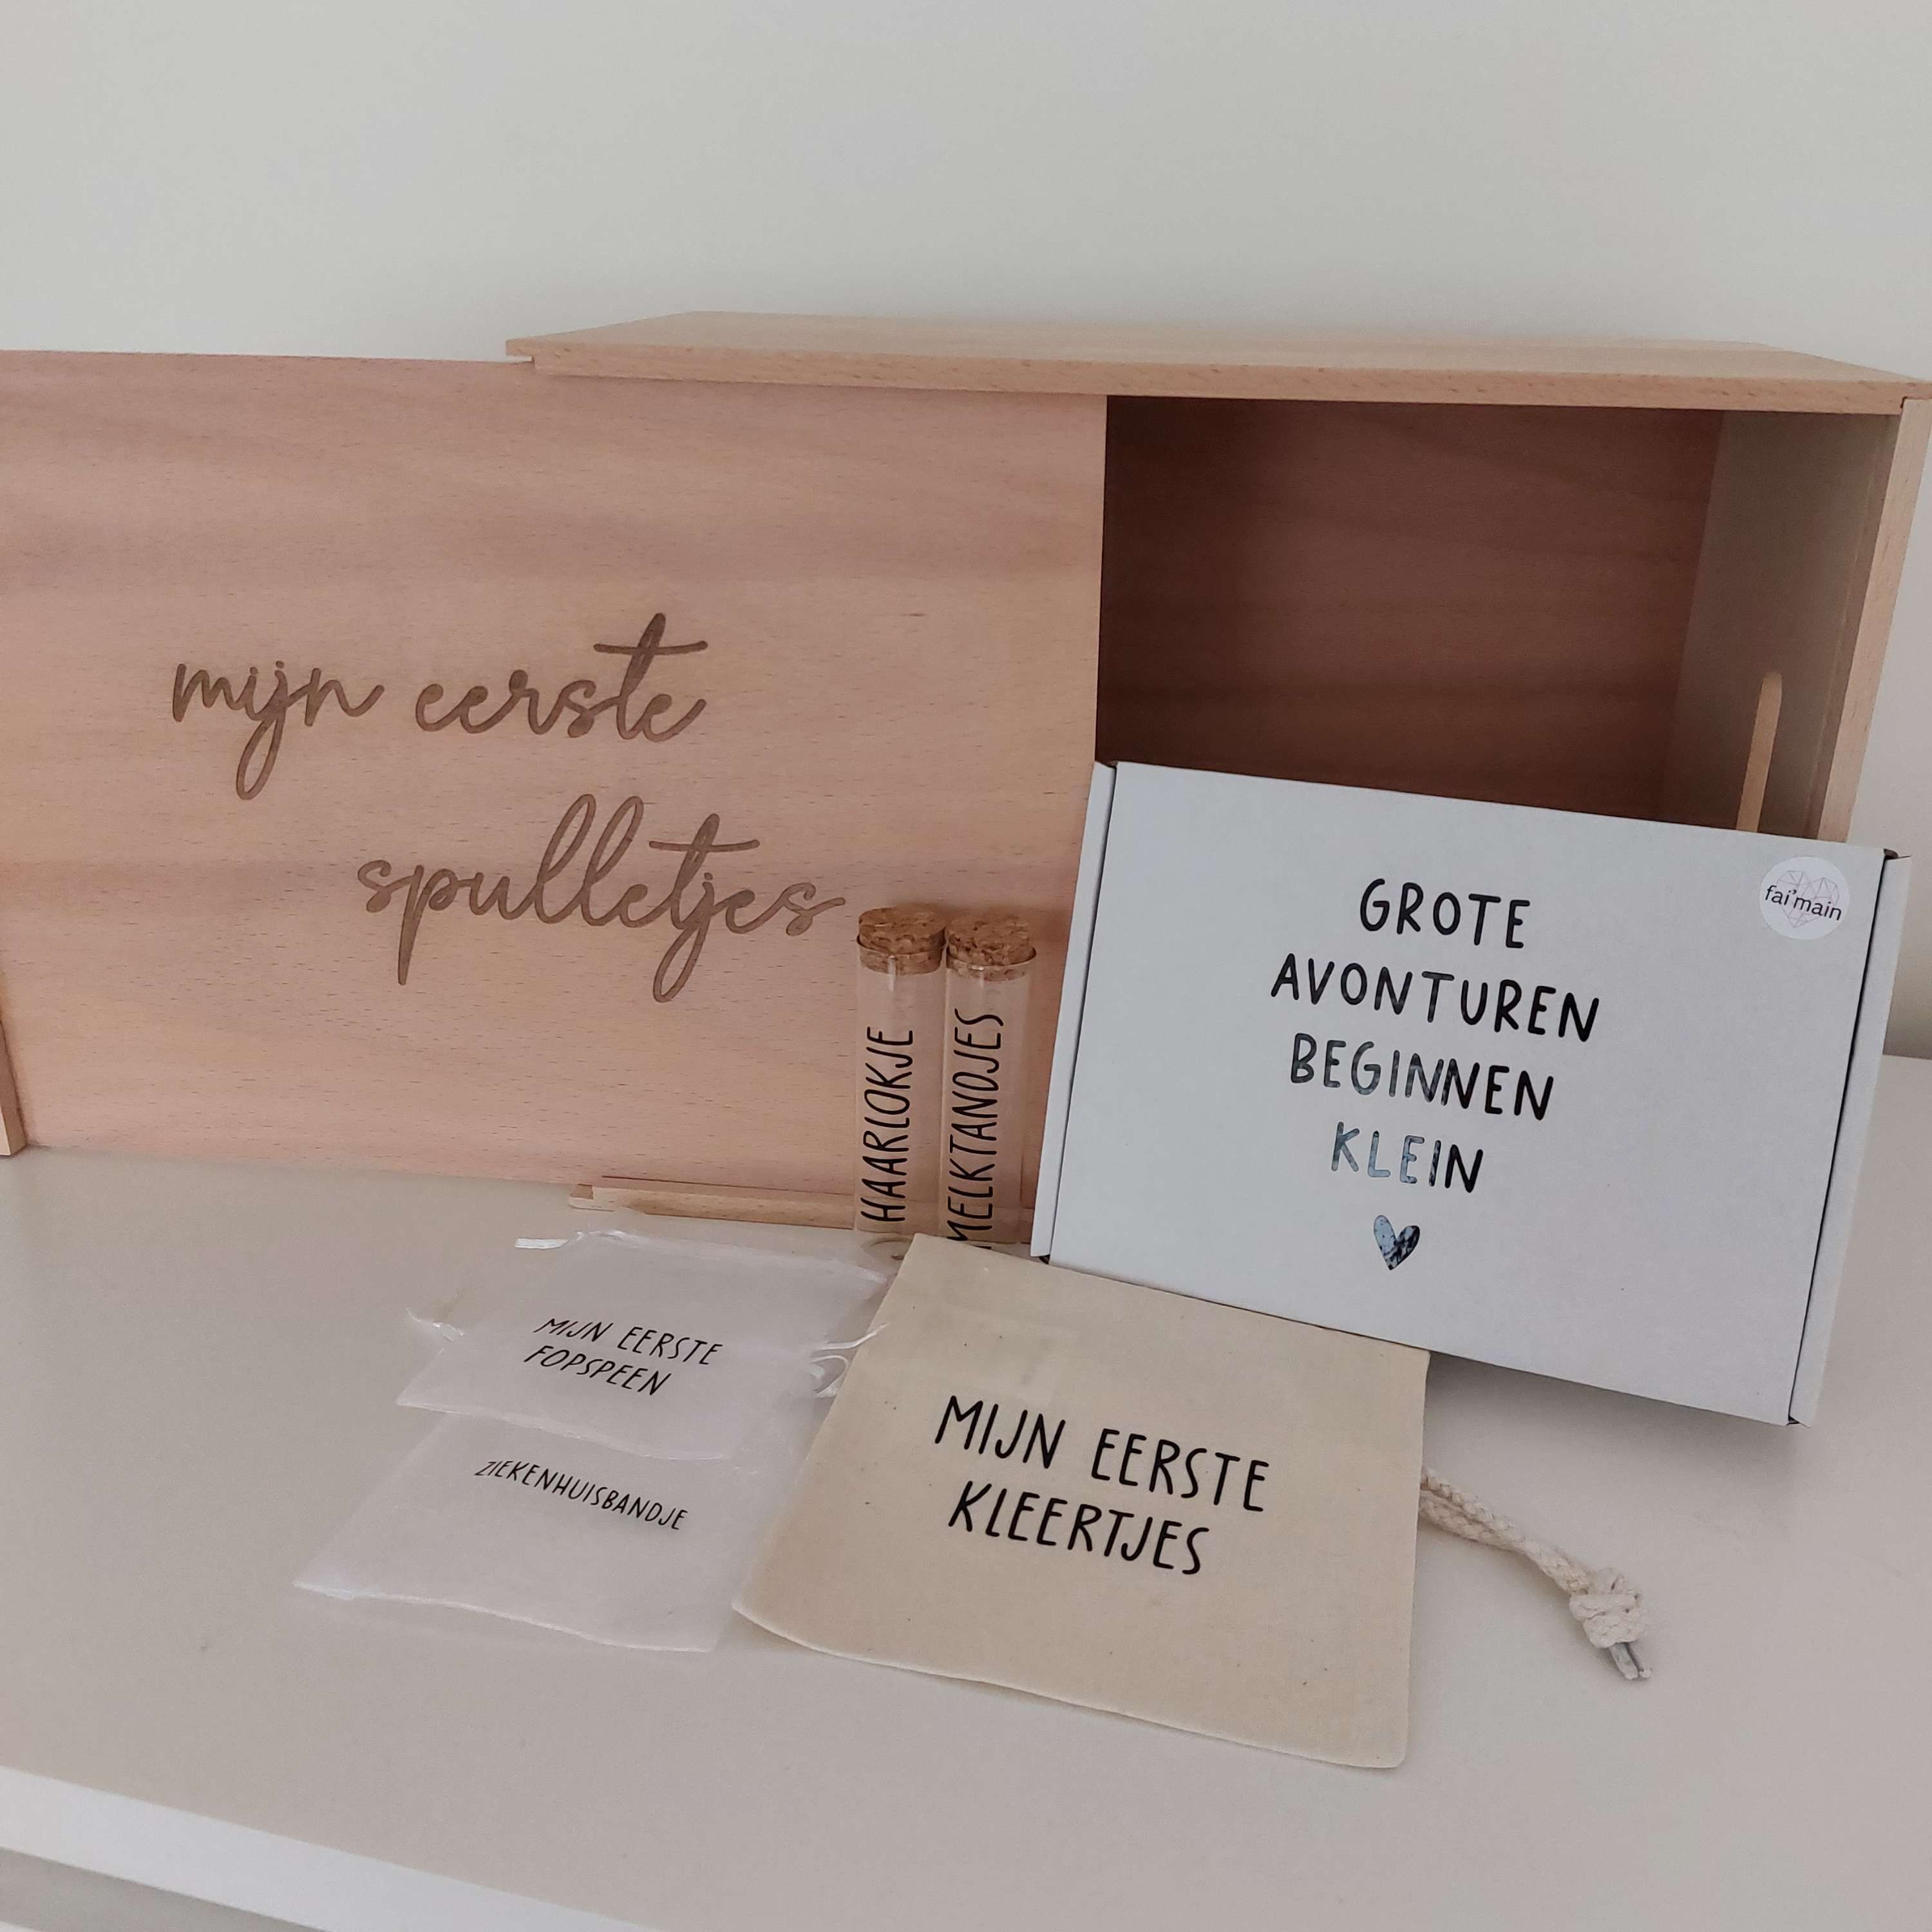 mijn eerste
spulletjes
HAARLOKJE
MELKTANDJES
GROTE
AVONTUREN
BEGINNEN
KLEIN
fai'main
MIJN EERSTE
FOPSPEEN
ZIEKENHUISBANDJE
MIJN EERSTE
KLEERTJES